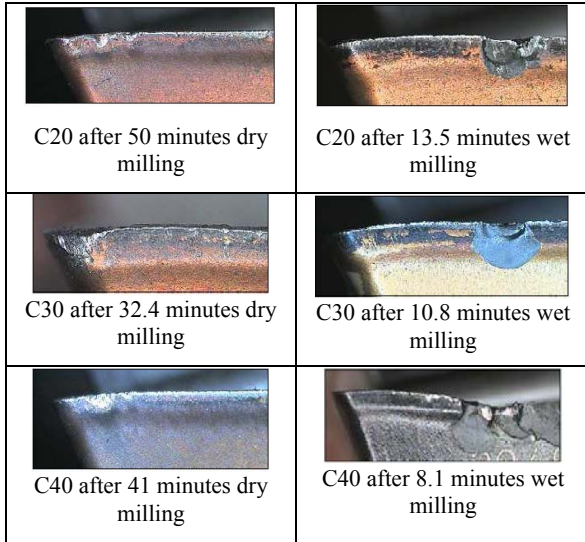 C20 after 50 minutes dry
milling
C20 after 13.5 minutes wet
milling
C30 after 32.4 minutes dry
milling
C30 after 10.8 minutes wet
milling
C40 after 41 minutes dry
milling
C40 after 8.1 minutes wet
milling